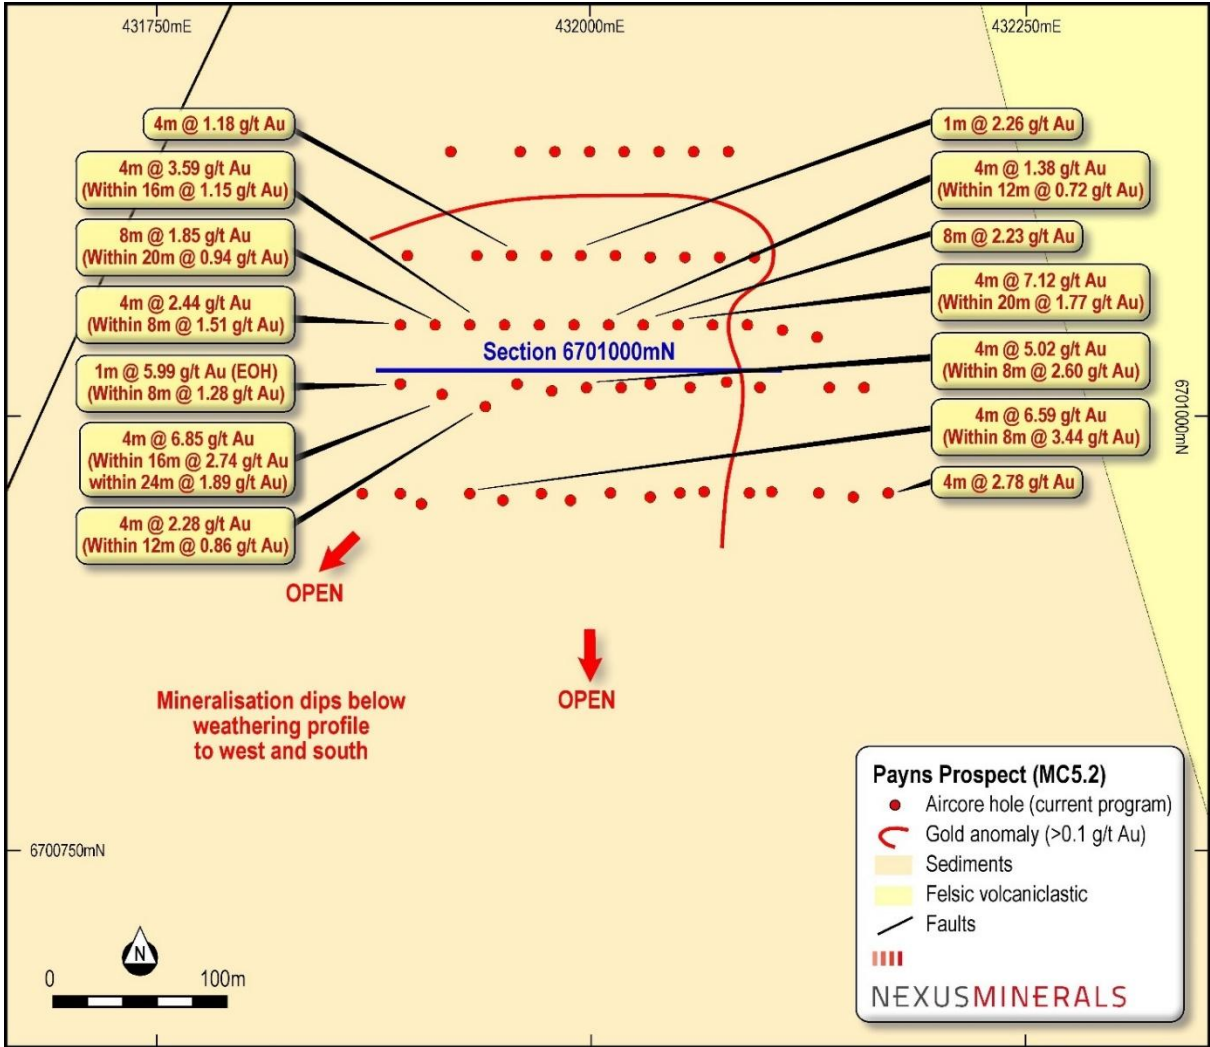 431750mE
432000mE
432250mE
4m @ 1.18 g/t Au
4m @ 3.59 g/t Au
(Within 16m @ 1.15 g/t Au)
8m @ 1.85 g/t Au
(Within 20m @ 0.94 g/t Au)
4m @ 2.44 g/t Au
(Within 8m @ 1.51 g/t Au)
1m @ 5.99 g/t Au (EOH)
(Within 8m @ 1.28 g/t Au)
4m @ 6.85 g/t Au
(Within 16m @ 2.74 g/t Au
within 24m @ 1.89 g/t Au)
4m @ 2.28 g/t Au
(Within 12m @ 0.86 g/t Au)
1m @ 2.26 g/t Au
4m @ 1.38 g/t Au
(Within 12m @ 0.72 g/t Au)
8m @ 2.23 g/t Au
4m @ 7.12 g/t Au
(Within 20m @ 1.77 g/t Au)
4m @ 5.02 g/t Au
(Within 8m @ 2.60 g/t Au)
4m @ 6.59 g/t Au
(Within 8m @ 3.44 g/t Au)
4m @ 2.78 g/t Au
Section 6701000mN
6701000mN
OPEN
OPEN
Mineralisation dips below
weathering profile
to west and south
6700750mN
N
0 100m
Payns Prospect (MC5.2)
Aircore hole (current program)
Gold anomaly (>0.1 g/t Au)
Sediments
Felsic volcaniclastic
Faults
NEXUSMINERALS